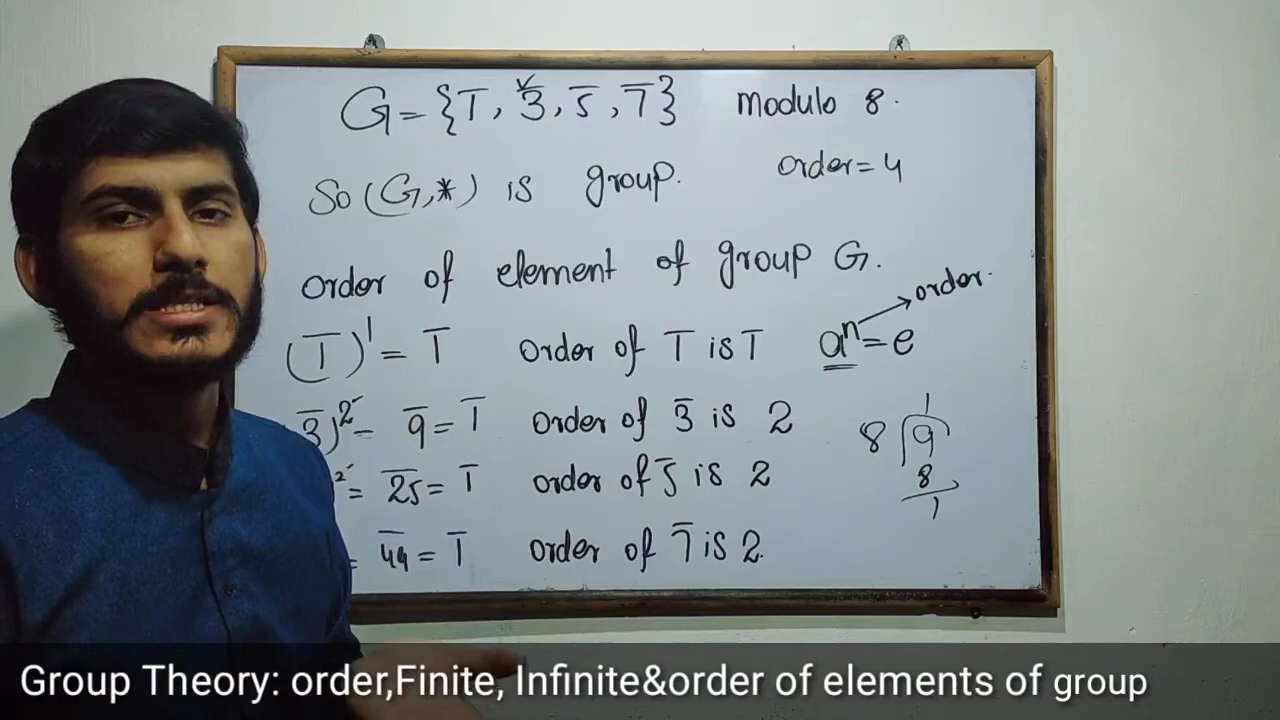 G = {1̅, 3̅, 5̅, 7̅} modulo 8.
So (G,*) is group. order = 4
order of element of group G.
(1̅)¹ = 1̅ order of 1̅ is 1̅ aⁿ = e → order.
3̅)² = 9̅ = 1̅ order of 3̅ is 2
² = 2̅5̅ = 1̅ order of 5̅ is 2
= 4̅9̅ = 1̅ order of 7̅ is 2.
1
8 ) 9
8
1
Group Theory: order,Finite, Infinite&order of elements of group